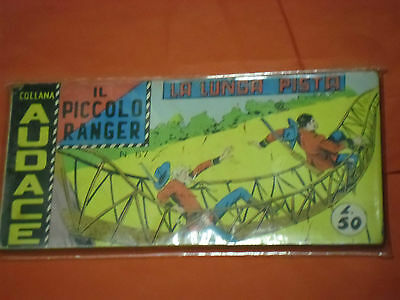 COLLANA
AUDACE
IL
PICCOLO
RANGER
LA LUNGA PISTA
L. 50